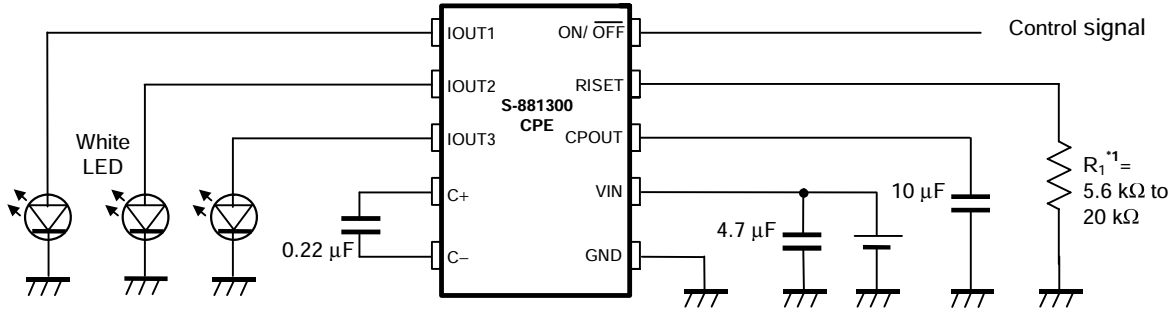 IOUT1
ON/ OFF
Control signal
IOUT2
RISET
S-881300
CPE
IOUT3
CPOUT
White
LED
R1*1=
5.6 kΩ to
20 kΩ
C+
VIN
10 μF
0.22 μF
4.7 μF
C−
GND